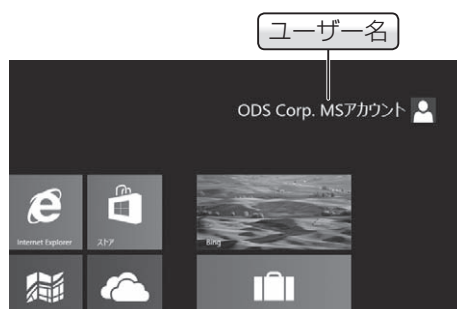 ユーザー名
ODS Corp. MSアカウント
Internet Explorer
ストア
Bing